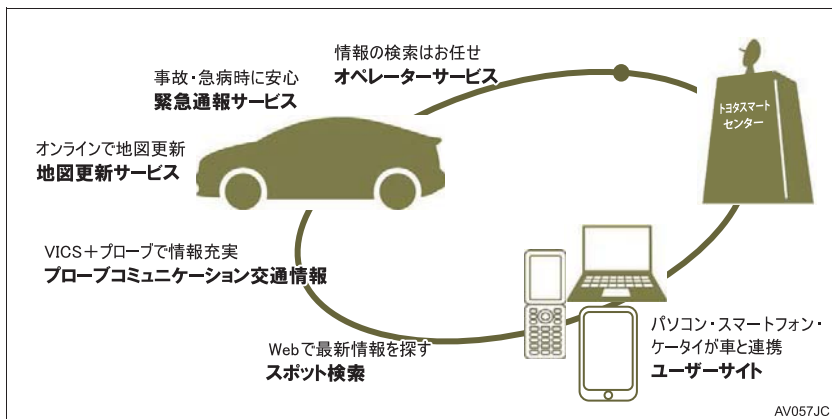 情報の検索はお任せ
オペレーターサービス
事故・急病時に安心
緊急通報サービス
トヨタスマート
センター
オンラインで地図更新
地図更新サービス
VICS+プローブで情報充実
プローブコミュニケーション交通情報
Webで最新情報を探す
スポット検索
パソコン・スマートフォン・
ケータイが車と連携
ユーザーサイト
AV057JC